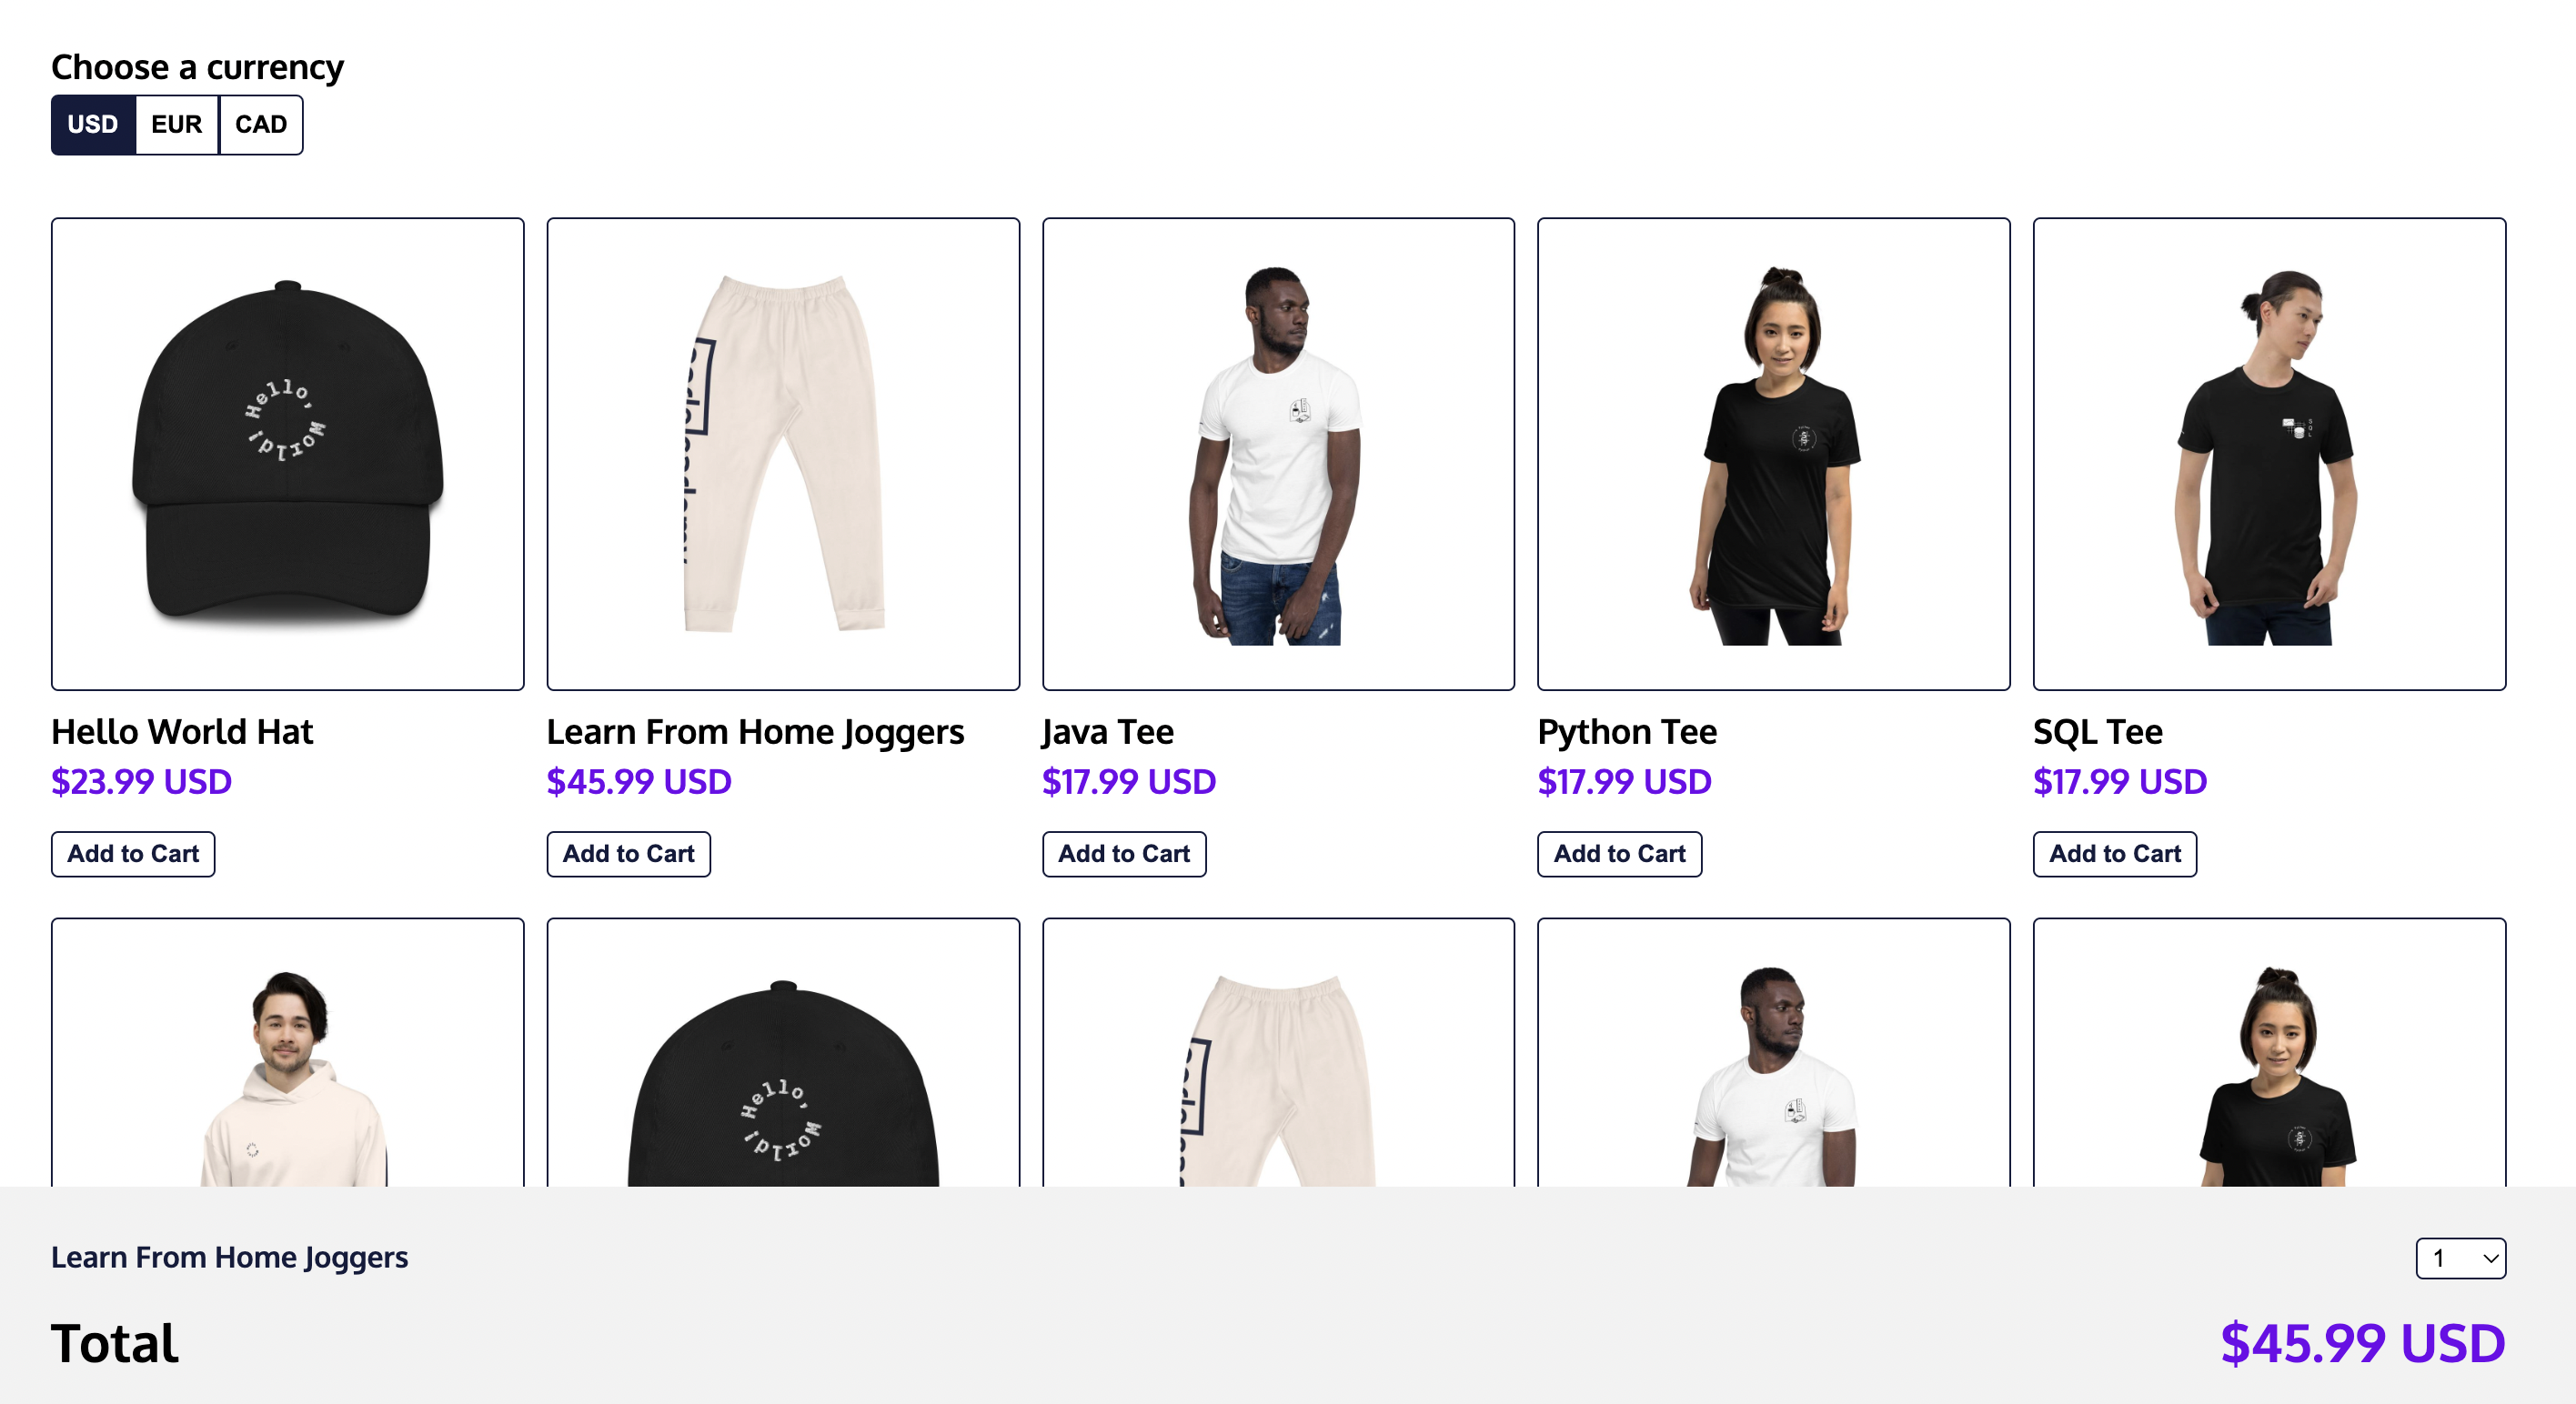 Choose a currency
USD EUR CAD
Hello, World!
Hello World Hat
$23.99 USD
Add to Cart
Learn From Home Joggers
$45.99 USD
Add to Cart
Java Tee
$17.99 USD
Add to Cart
Python Tee
$17.99 USD
Add to Cart
SQL
SQL Tee
$17.99 USD
Add to Cart
Hello, World!
Learn From Home Joggers
1
Total
$45.99 USD